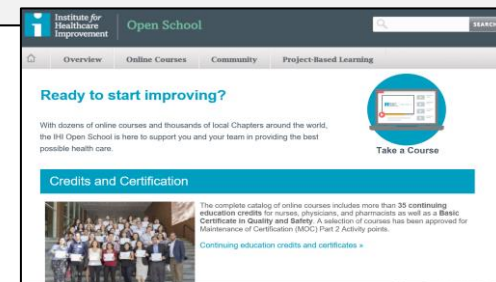 Institute for
Healthcare
Improvement
Open School
SEARCH
Overview Online Courses Community Project-Based Learning
Ready to start improving?
With dozens of online courses and thousands of local Chapters around the world,
the IHI Open School is here to support you and your team in providing the best
possible health care.
Take a Course
Credits and Certification
The complete catalog of online courses includes more than 35 continuing
education credits for nurses, physicians, and pharmacists as well as a Basic
Certificate in Quality and Safety. A selection of courses has been approved for
Maintenance of Certification (MOC) Part 2 Activity points.
Continuing education credits and certificates »